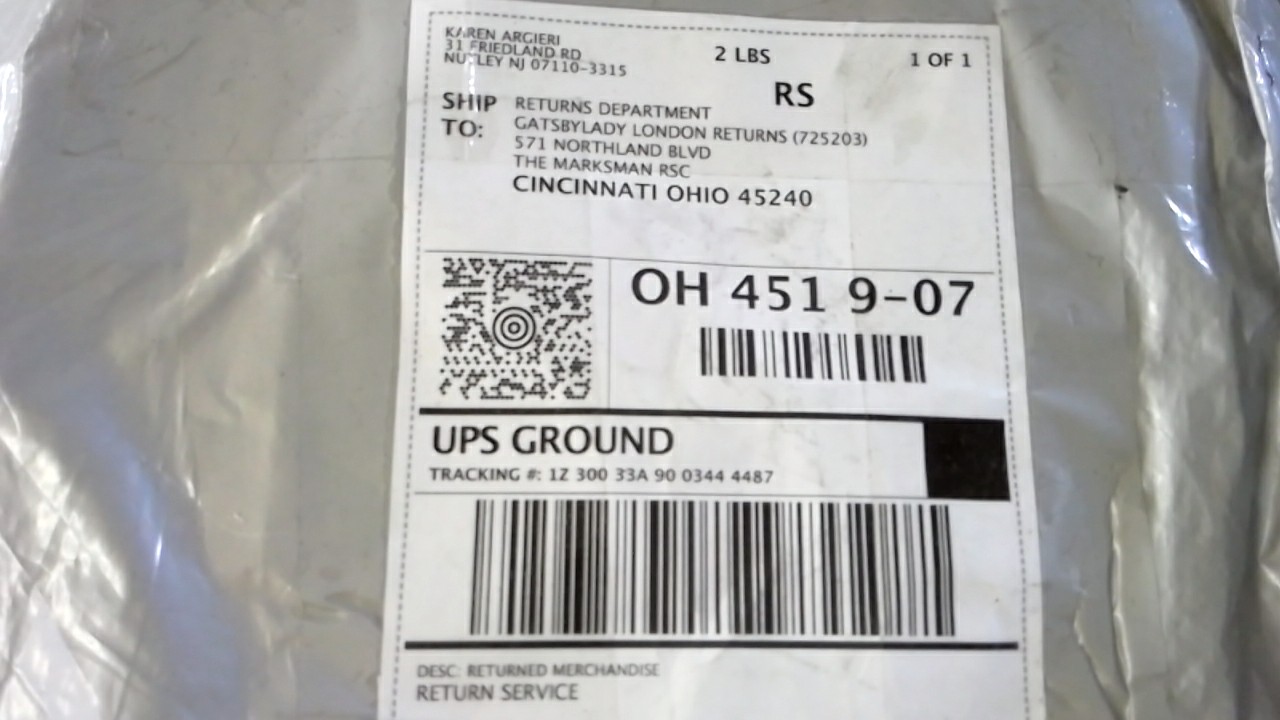 KAREN ARGIERI
31 FRIEDLAND RD
NUTLEY NJ 07110-3315
2 LBS
1 OF 1
RS
SHIP TO:
RETURNS DEPARTMENT
GATSBYLADY LONDON RETURNS (725203)
571 NORTHLAND BLVD
THE MARKSMAN RSC
CINCINNATI OHIO 45240
OH 451 9-07
UPS GROUND
TRACKING #: 1Z 300 33A 90 0344 4487
DESC: RETURNED MERCHANDISE
RETURN SERVICE